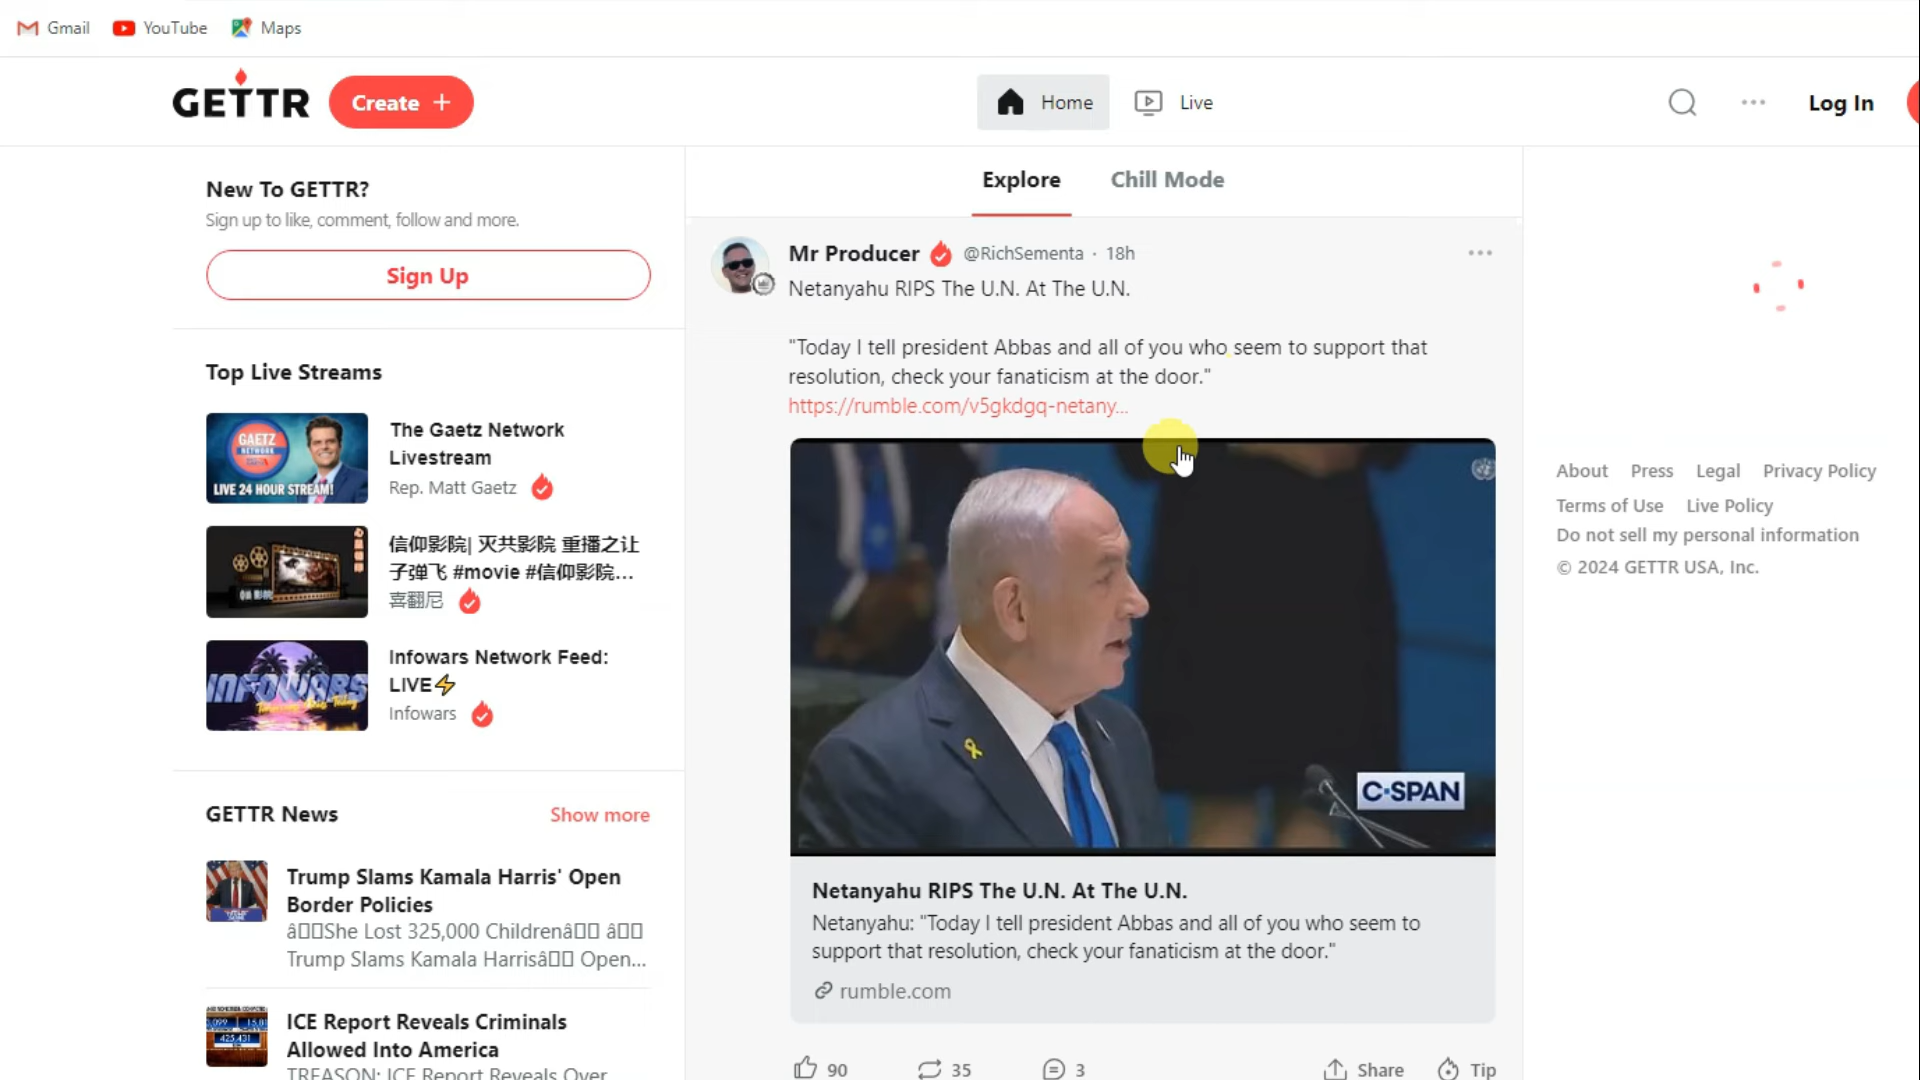 Gmail
YouTube
Maps
GETTR
Create +
Home
Live
Log In
New To GETTR?
Sign up to like, comment, follow and more.
Sign Up
Top Live Streams
GAETZ
NETWORK
LIVE 24 HOUR STREAM!
The Gaetz Network
Livestream
Rep. Matt Gaetz
信仰影院| 灭共影院 重播之让
子弹飞 #movie #信仰影院...
喜翻尼
INFOWARS
Infowars Network Feed:
LIVE⚡
Infowars
GETTR News
Show more
Trump Slams Kamala Harris' Open
Border Policies
â▯▯She Lost 325,000 Childrenâ▯▯ â▯▯
Trump Slams Kamala Harrisâ▯▯ Open...
425,431
ICE Report Reveals Criminals
Allowed Into America
TREASON: ICE Report Reveals Over
Explore
Chill Mode
Mr Producer
@RichSementa · 18h
Netanyahu RIPS The U.N. At The U.N.
"Today I tell president Abbas and all of you who seem to support that
resolution, check your fanaticism at the door."
https://rumble.com/v5gkdgq-netany...
C-SPAN
Netanyahu RIPS The U.N. At The U.N.
Netanyahu: "Today I tell president Abbas and all of you who seem to
support that resolution, check your fanaticism at the door."
rumble.com
90
35
3
Share
Tip
About
Press
Legal
Privacy Policy
Terms of Use
Live Policy
Do not sell my personal information
© 2024 GETTR USA, Inc.